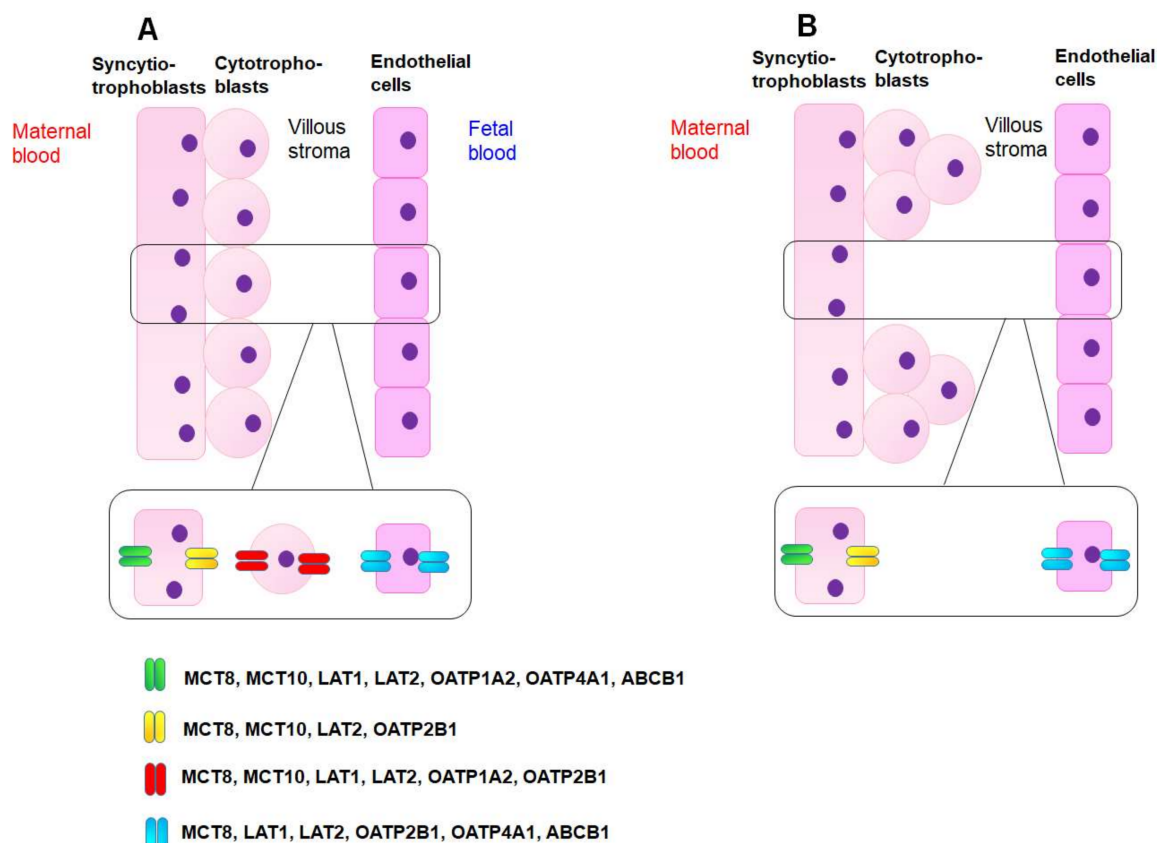 A
Syncytio-
trophoblasts
Cytotropho-
blasts
Endothelial
cells
Maternal
blood
Villous
stroma
Fetal
blood
B
Syncytio-
trophoblasts
Cytotropho-
blasts
Endothelial
cells
Maternal
blood
Villous
stroma
MCT8, MCT10, LAT1, LAT2, OATP1A2, OATP4A1, ABCB1
MCT8, MCT10, LAT2, OATP2B1
MCT8, MCT10, LAT1, LAT2, OATP1A2, OATP2B1
MCT8, LAT1, LAT2, OATP2B1, OATP4A1, ABCB1